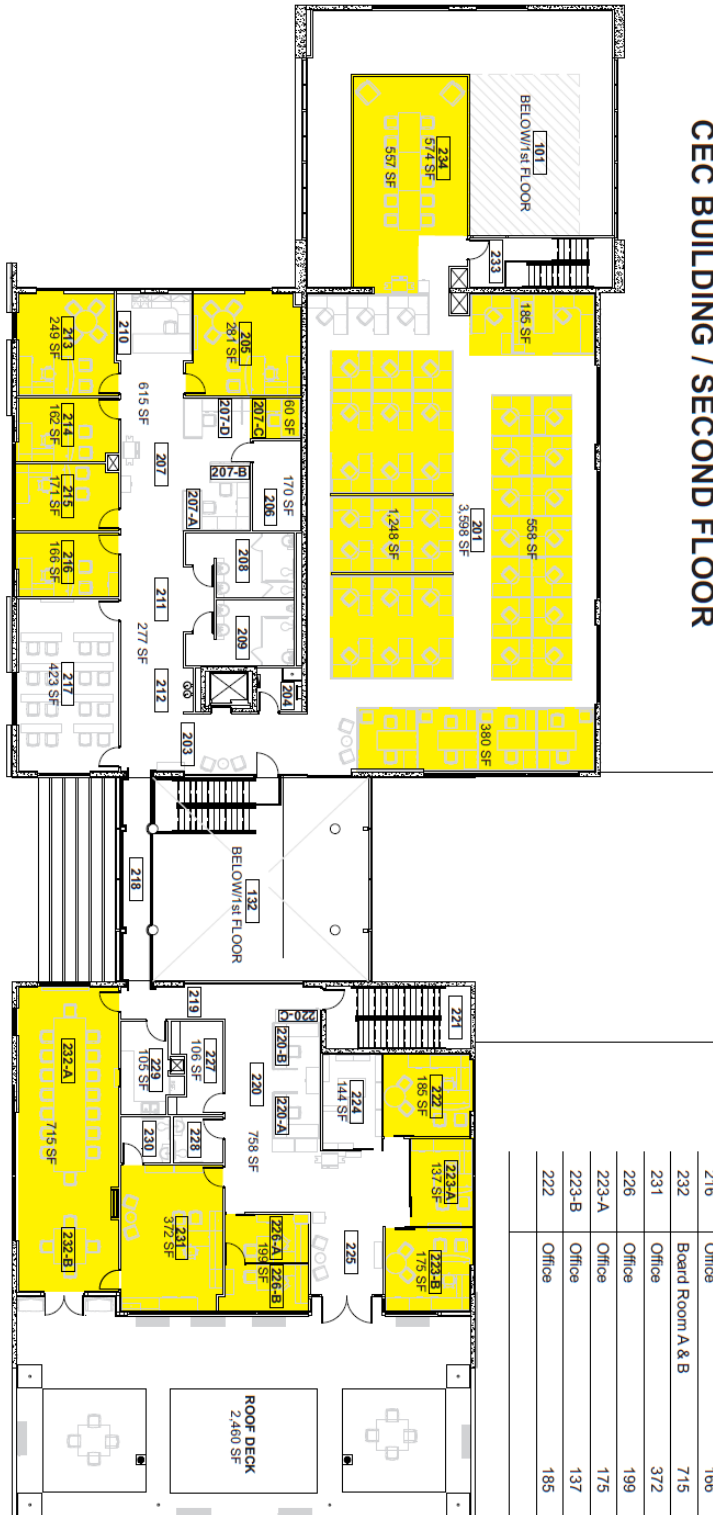 CEC BUILDING / SECOND FLOOR
101
BELOW/1st FLOOR
234
574 SF
557 SF
233
185 SF
558 SF
201
3,598 SF
1,248 SF
380 SF
213
249 SF
210
205
281 SF
615 SF
214
162 SF
207
207-D
207-C
60 SF
215
171 SF
207-B
207-A
206
170 SF
216
166 SF
211
208
277 SF
209
217
423 SF
212
204
203
218
132
BELOW/1st FLOOR
219
220-C
221
232-A
715 SF
232-B
229
105 SF
227
106 SF
220-B
220
220-A
758 SF
224
144 SF
222
185 SF
230
228
223-A
137 SF
231
372 SF
226-A
199 SF
226-B
225
223-B
175 SF
ROOF DECK
2,460 SF
216 Office 166
232 Board Room A & B 715
231 Office 372
226 Office 199
223-A Office 175
223-B Office 137
222 Office 185